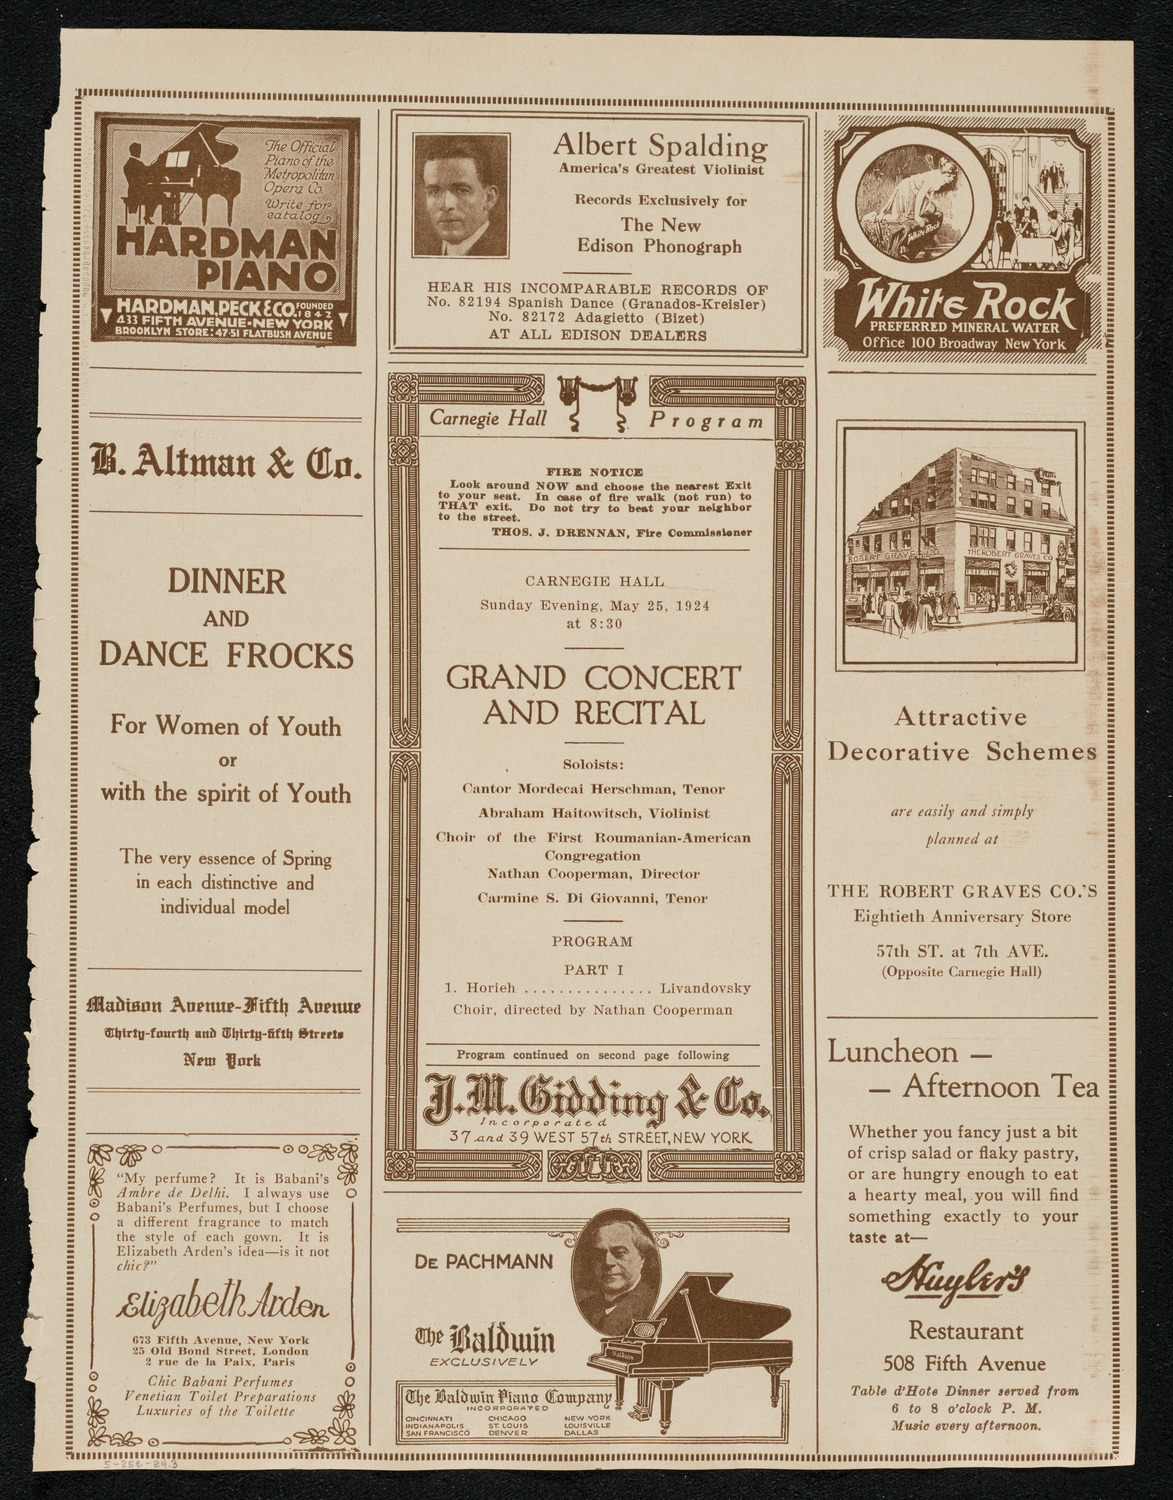 The Official
Piano of the
Metropolitan
Opera Co.
Write for
catalog
HARDMAN
PIANO
HARDMAN, PECK & CO. FOUNDED 1842
433 FIFTH AVENUE - NEW YORK
BROOKLYN STORE: 47-51 FLATBUSH AVENUE
B. Altman & Co.
DINNER
AND
DANCE FROCKS
For Women of Youth
or
with the spirit of Youth
The very essence of Spring
in each distinctive and
individual model
Madison Avenue-Fifth Avenue
Thirty-fourth and Thirty-fifth Streets
New York
"My perfume? It is Babani's
Ambre de Delhi. I always use
Babani's Perfumes, but I choose
a different fragrance to match
the style of each gown. It is
Elizabeth Arden's idea—is it not
chic?"
Elizabeth Arden
673 Fifth Avenue, New York
25 Old Bond Street, London
2 rue de la Paix, Paris
Chic Babani Perfumes
Venetian Toilet Preparations
Luxuries of the Toilette
Albert Spalding
America's Greatest Violinist
Records Exclusively for
The New
Edison Phonograph
HEAR HIS INCOMPARABLE RECORDS OF
No. 82194 Spanish Dance (Granados-Kreisler)
No. 82172 Adagietto (Bizet)
AT ALL EDISON DEALERS
Carnegie Hall Program
FIRE NOTICE
Look around NOW and choose the nearest Exit
to your seat. In case of fire walk (not run) to
THAT exit. Do not try to beat your neighbor
to the street.
THOS. J. DRENNAN, Fire Commissioner
CARNEGIE HALL
Sunday Evening, May 25, 1924
at 8:30
GRAND CONCERT
AND RECITAL
Soloists:
Cantor Mordecai Herschman, Tenor
Abraham Haitowitsch, Violinist
Choir of the First Roumanian-American
Congregation
Nathan Cooperman, Director
Carmine S. Di Giovanni, Tenor
PROGRAM
PART I
1. Horieh ............... Livandovsky
Choir, directed by Nathan Cooperman
Program continued on second page following
J. M. Gidding & Co.
Incorporated
37 and 39 WEST 57th STREET, NEW YORK
DE PACHMANN
The Baldwin
EXCLUSIVELY
Baldwin
The Baldwin Piano Company
INCORPORATED
CINCINNATI CHICAGO NEW YORK
INDIANAPOLIS ST. LOUIS LOUISVILLE
SAN FRANCISCO DENVER DALLAS
White Rock
White Rock
PREFERRED MINERAL WATER
Office 100 Broadway New York
ROBERT GRAVES CO. THE ROBERT GRAVES CO.
Attractive
Decorative Schemes
are easily and simply
planned at
THE ROBERT GRAVES CO.'S
Eightieth Anniversary Store
57th ST. at 7th AVE.
(Opposite Carnegie Hall)
Luncheon —
— Afternoon Tea
Whether you fancy just a bit
of crisp salad or flaky pastry,
or are hungry enough to eat
a hearty meal, you will find
something exactly to your
taste at—
Huyler's
Restaurant
508 Fifth Avenue
Table d'Hote Dinner served from
6 to 8 o'clock P. M.
Music every afternoon.